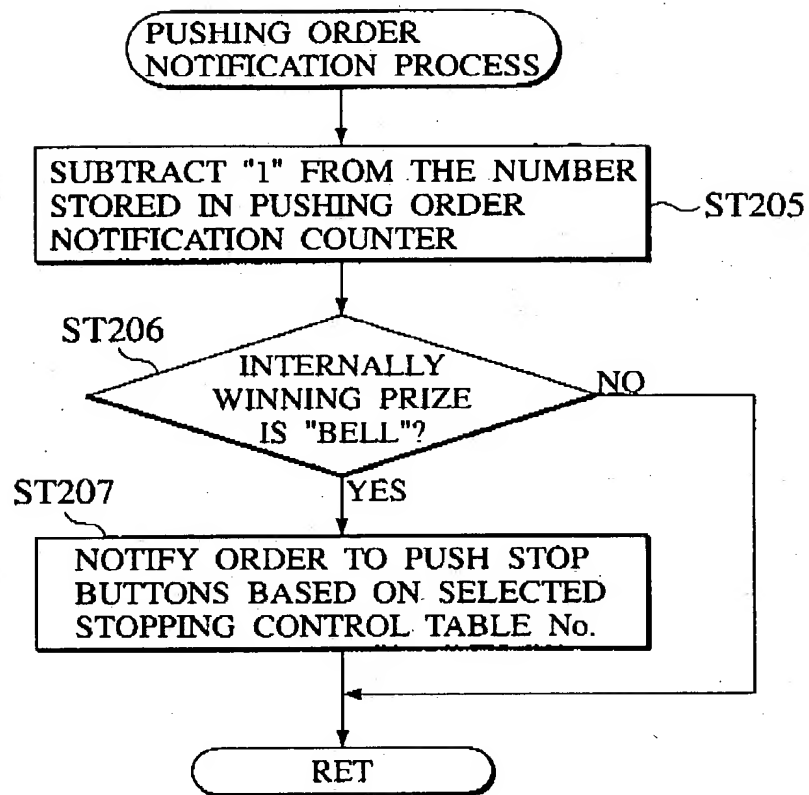 PUSHING ORDER
NOTIFICATION PROCESS
SUBTRACT "1" FROM THE NUMBER
STORED IN PUSHING ORDER
NOTIFICATION COUNTER
ST205
ST206
INTERNALLY
WINNING PRIZE
IS "BELL"?
NO
YES
ST207
NOTIFY ORDER TO PUSH STOP
BUTTONS BASED ON SELECTED
STOPPING CONTROL TABLE No.
RET